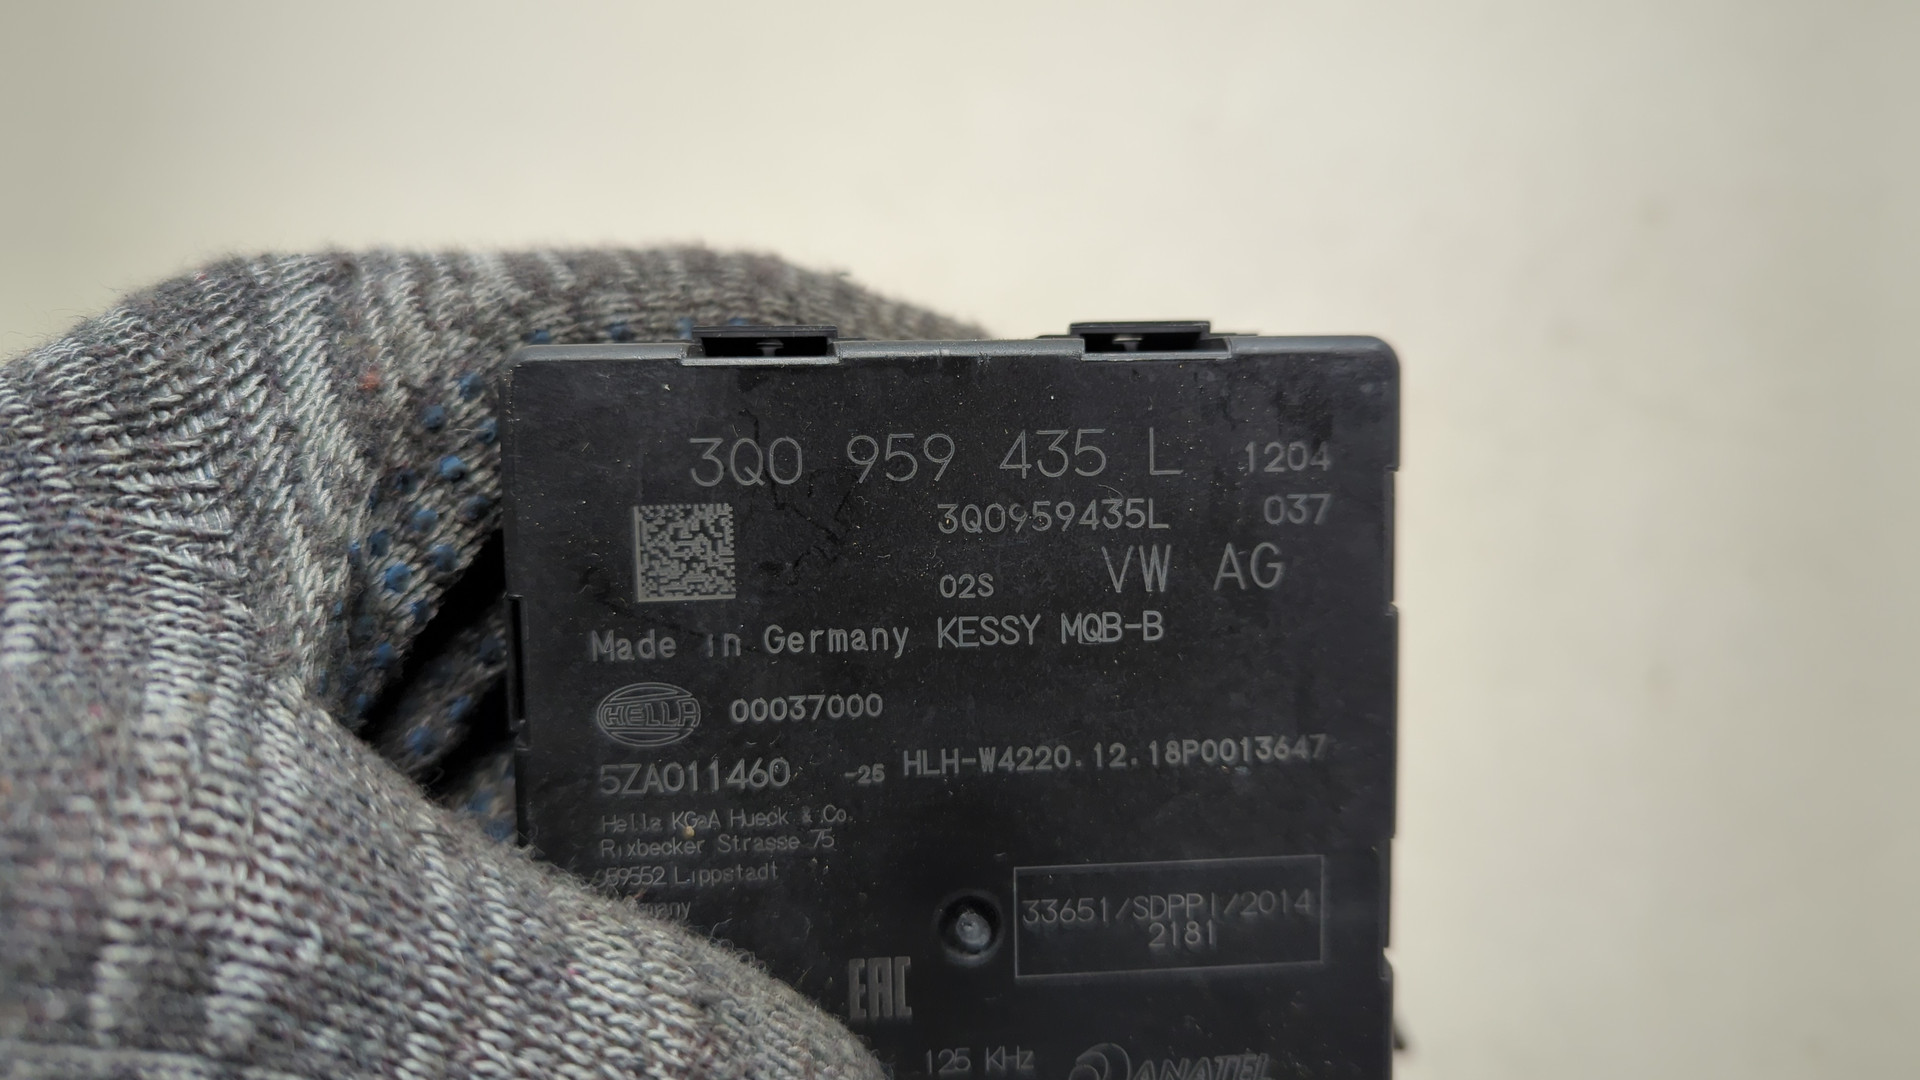 3Q0 959 435 L 1204
3Q0959435L 037
02S VW AG
Made in Germany KESSY MQB-B
HELLA 00037000
5ZA011460 -25 HLH-W4220.12.18P0013647
Hella KGaA Hueck & Co.
Rixbecker Strasse 75
59552 Lippstadt
33651/SDPPI/2014
2181
EAC
125 KHz ANATEL